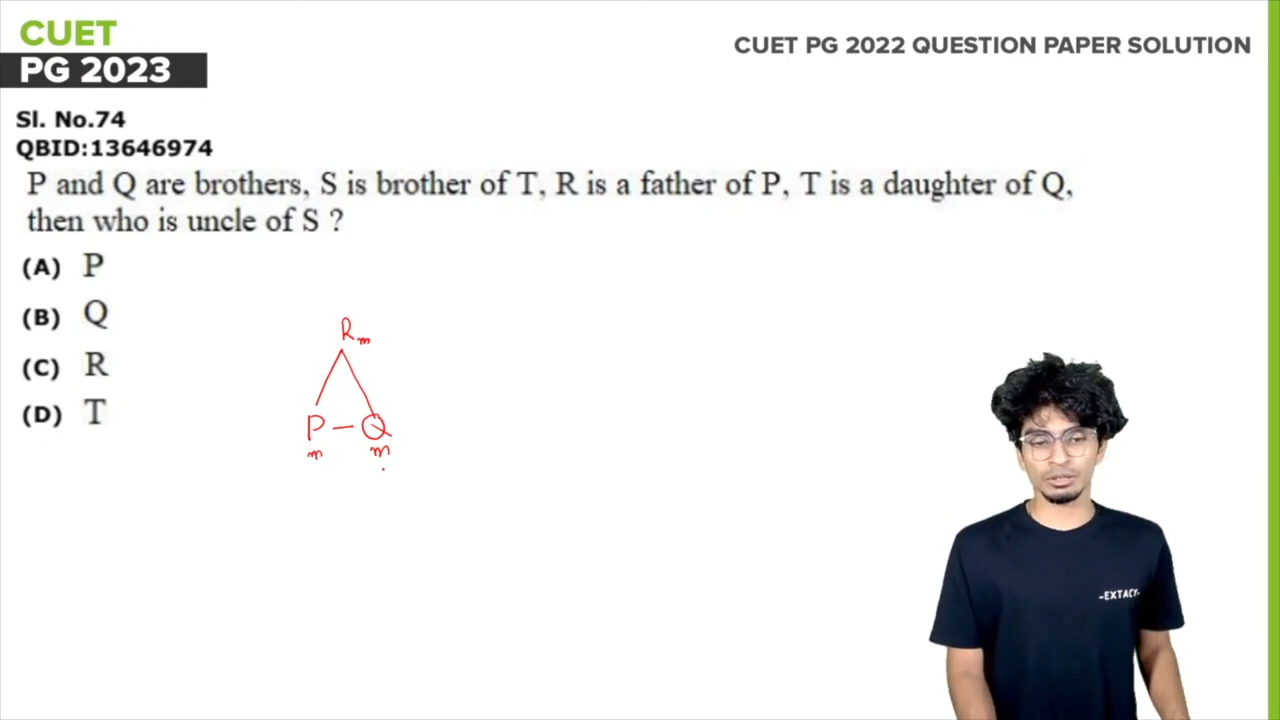 CUET
PG 2023
CUET PG 2022 QUESTION PAPER SOLUTION
Sl. No.74
QBID:13646974
P and Q are brothers, S is brother of T, R is a father of P, T is a daughter of Q,
then who is uncle of S ?
(A) P
(B) Q
(C) R
(D) T
R m
P — Q
m m
-EXTACY-